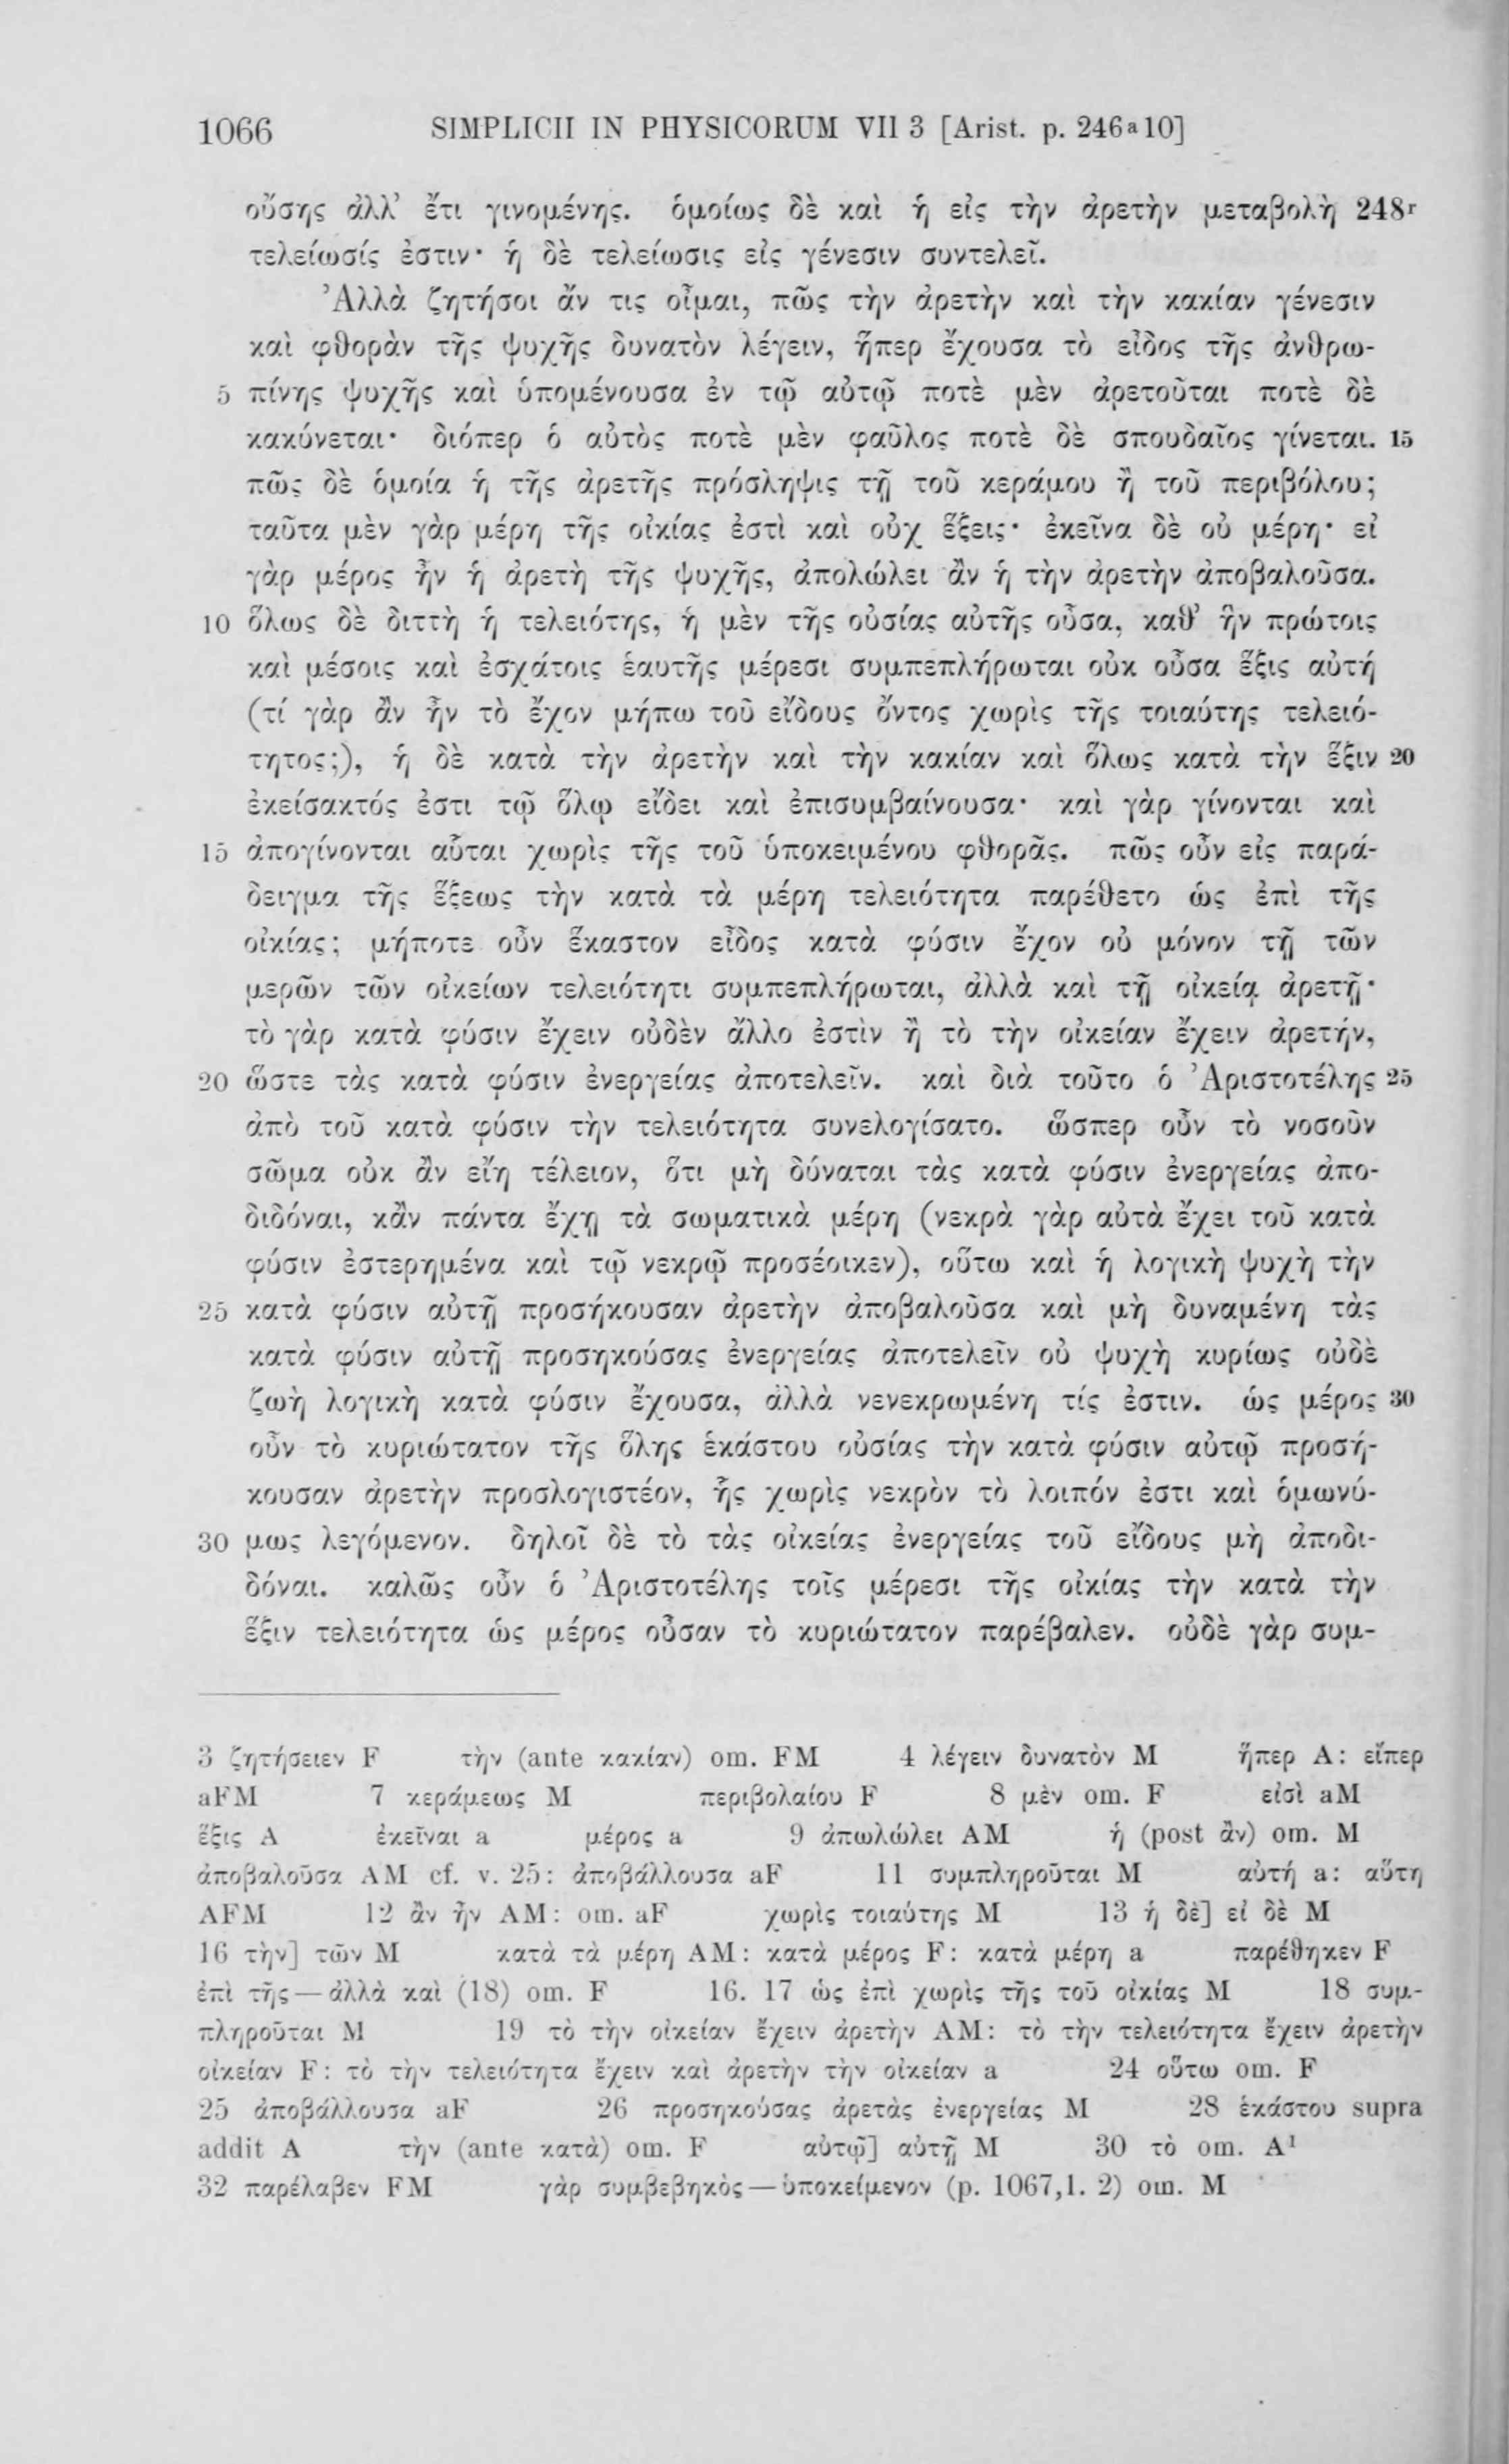 1066 SIMPLICII IN PHYSICORUM VII 3 [Arist. p. 246ᵃ10]
οὔσης ἀλλ’ ἔτι γινομένης. ὁμοίως δὲ καὶ ἡ εἰς τὴν ἀρετὴν μεταβολὴ 248ʳ
τελείωσίς ἐστιν· ἡ δὲ τελείωσις εἰς γένεσιν συντελεῖ.
Ἀλλὰ ζητήσοι ἄν τις οἶμαι, πῶς τὴν ἀρετὴν καὶ τὴν κακίαν γένεσιν
καὶ φθορὰν τῆς ψυχῆς δυνατὸν λέγειν, ἥπερ ἔχουσα τὸ εἶδος τῆς ἀνθρω-
5 πίνης ψυχῆς καὶ ὑπομένουσα ἐν τῷ αὐτῷ ποτὲ μὲν ἀρετοῦται ποτὲ δὲ
κακύνεται· διόπερ ὁ αὐτὸς ποτὲ μὲν φαῦλος ποτὲ δὲ σπουδαῖος γίνεται. 15
πῶς δὲ ὁμοία ἡ τῆς ἀρετῆς πρόσληψις τῇ τοῦ κεράμου ἢ τοῦ περιβόλου;
ταῦτα μὲν γὰρ μέρη τῆς οἰκίας ἐστὶ καὶ οὐχ ἕξεις· ἐκεῖνα δὲ οὐ μέρη· εἰ
γὰρ μέρος ἦν ἡ ἀρετὴ τῆς ψυχῆς, ἀπολώλει ἂν ἡ τὴν ἀρετὴν ἀποβαλοῦσα.
10 ὅλως δὲ διττὴ ἡ τελειότης, ἡ μὲν τῆς οὐσίας αὐτῆς οὖσα, καθ’ ἣν πρώτοις
καὶ μέσοις καὶ ἐσχάτοις ἑαυτῆς μέρεσι συμπεπλήρωται οὐκ οὖσα ἕξις αὐτή
(τί γὰρ ἂν ἦν τὸ ἔχον μήπω τοῦ εἴδους ὄντος χωρὶς τῆς τοιαύτης τελειό-
τητος;), ἡ δὲ κατὰ τὴν ἀρετὴν καὶ τὴν κακίαν καὶ ὅλως κατὰ τὴν ἕξιν 20
ἐκείσακτός ἐστι τῷ ὅλῳ εἴδει καὶ ἐπισυμβαίνουσα· καὶ γὰρ γίνονται καὶ
15 ἀπογίνονται αὗται χωρὶς τῆς τοῦ ὑποκειμένου φθορᾶς. πῶς οὖν εἰς παρά-
δειγμα τῆς ἕξεως τὴν κατὰ τὰ μέρη τελειότητα παρέθετο ὡς ἐπὶ τῆς
οἰκίας; μήποτε οὖν ἕκαστον εἶδος κατὰ φύσιν ἔχον οὐ μόνον τῇ τῶν
μερῶν τῶν οἰκείων τελειότητι συμπεπλήρωται, ἀλλὰ καὶ τῇ οἰκείᾳ ἀρετῇ·
τὸ γὰρ κατὰ φύσιν ἔχειν οὐδὲν ἄλλο ἐστὶν ἢ τὸ τὴν οἰκείαν ἔχειν ἀρετήν,
20 ὥστε τὰς κατὰ φύσιν ἐνεργείας ἀποτελεῖν. καὶ διὰ τοῦτο ὁ Ἀριστοτέλης 25
ἀπὸ τοῦ κατὰ φύσιν τὴν τελειότητα συνελογίσατο. ὥσπερ οὖν τὸ νοσοῦν
σῶμα οὐκ ἂν εἴη τέλειον, ὅτι μὴ δύναται τὰς κατὰ φύσιν ἐνεργείας ἀπο-
διδόναι, κἂν πάντα ἔχῃ τὰ σωματικὰ μέρη (νεκρὰ γὰρ αὐτὰ ἔχει τοῦ κατὰ
φύσιν ἐστερημένα καὶ τῷ νεκρῷ προσέοικεν), οὕτω καὶ ἡ λογικὴ ψυχὴ τὴν
25 κατὰ φύσιν αὐτῇ προσήκουσαν ἀρετὴν ἀποβαλοῦσα καὶ μὴ δυναμένη τὰς
κατὰ φύσιν αὐτῇ προσηκούσας ἐνεργείας ἀποτελεῖν οὐ ψυχὴ κυρίως οὐδὲ
ζωὴ λογικὴ κατὰ φύσιν ἔχουσα, ἀλλὰ νενεκρωμένη τίς ἐστιν. ὡς μέρος 30
οὖν τὸ κυριώτατον τῆς ὅλης ἑκάστου οὐσίας τὴν κατὰ φύσιν αὐτῷ προσή-
κουσαν ἀρετὴν προσλογιστέον, ἧς χωρὶς νεκρὸν τὸ λοιπόν ἐστι καὶ ὁμωνύ-
30 μως λεγόμενον. δηλοῖ δὲ τὸ τὰς οἰκείας ἐνεργείας τοῦ εἴδους μὴ ἀποδι-
δόναι. καλῶς οὖν ὁ Ἀριστοτέλης τοῖς μέρεσι τῆς οἰκίας τὴν κατὰ τὴν
ἕξιν τελειότητα ὡς μέρος οὖσαν τὸ κυριώτατον παρέβαλεν. οὐδὲ γὰρ συμ-
3 ζητήσειεν F τὴν (ante κακίαν) om. FM 4 λέγειν δυνατὸν M ἥπερ A: εἴπερ
aFM 7 κεράμεως M περιβολαίου F 8 μὲν om. F εἰσὶ aM
ἕξις A ἐκεῖναι a μέρος a 9 ἀπωλώλει AM ἡ (post ἂν) om. M
ἀποβαλοῦσα AM cf. v. 25: ἀποβάλλουσα aF 11 συμπληροῦται M αὐτή a: αὕτη
AFM 12 ἂν ἦν AM: om. aF χωρὶς τοιαύτης M 13 ἡ δὲ] εἰ δὲ M
16 τὴν] τῶν M κατὰ τὰ μέρη AM: κατὰ μέρος F: κατὰ μέρη a παρέθηκεν F
ἐπὶ τῆς — ἀλλὰ καὶ (18) om. F 16. 17 ὡς ἐπὶ χωρὶς τῆς τοῦ οἰκίας M 18 συμ-
πληροῦται M 19 τὸ τὴν οἰκείαν ἔχειν ἀρετὴν AM: τὸ τὴν τελειότητα ἔχειν ἀρετὴν
οἰκείαν F: τὸ τὴν τελειότητα ἔχειν καὶ ἀρετὴν τὴν οἰκείαν a 24 οὕτω om. F
25 ἀποβάλλουσα aF 26 προσηκούσας ἀρετὰς ἐνεργείας M 28 ἑκάστου supra
addit A τὴν (ante κατὰ) om. F αὐτῷ] αὐτῇ M 30 τὸ om. A¹
32 παρέλαβεν FM γὰρ συμβεβηκὸς — ὑποκείμενον (p. 1067,1. 2) om. M